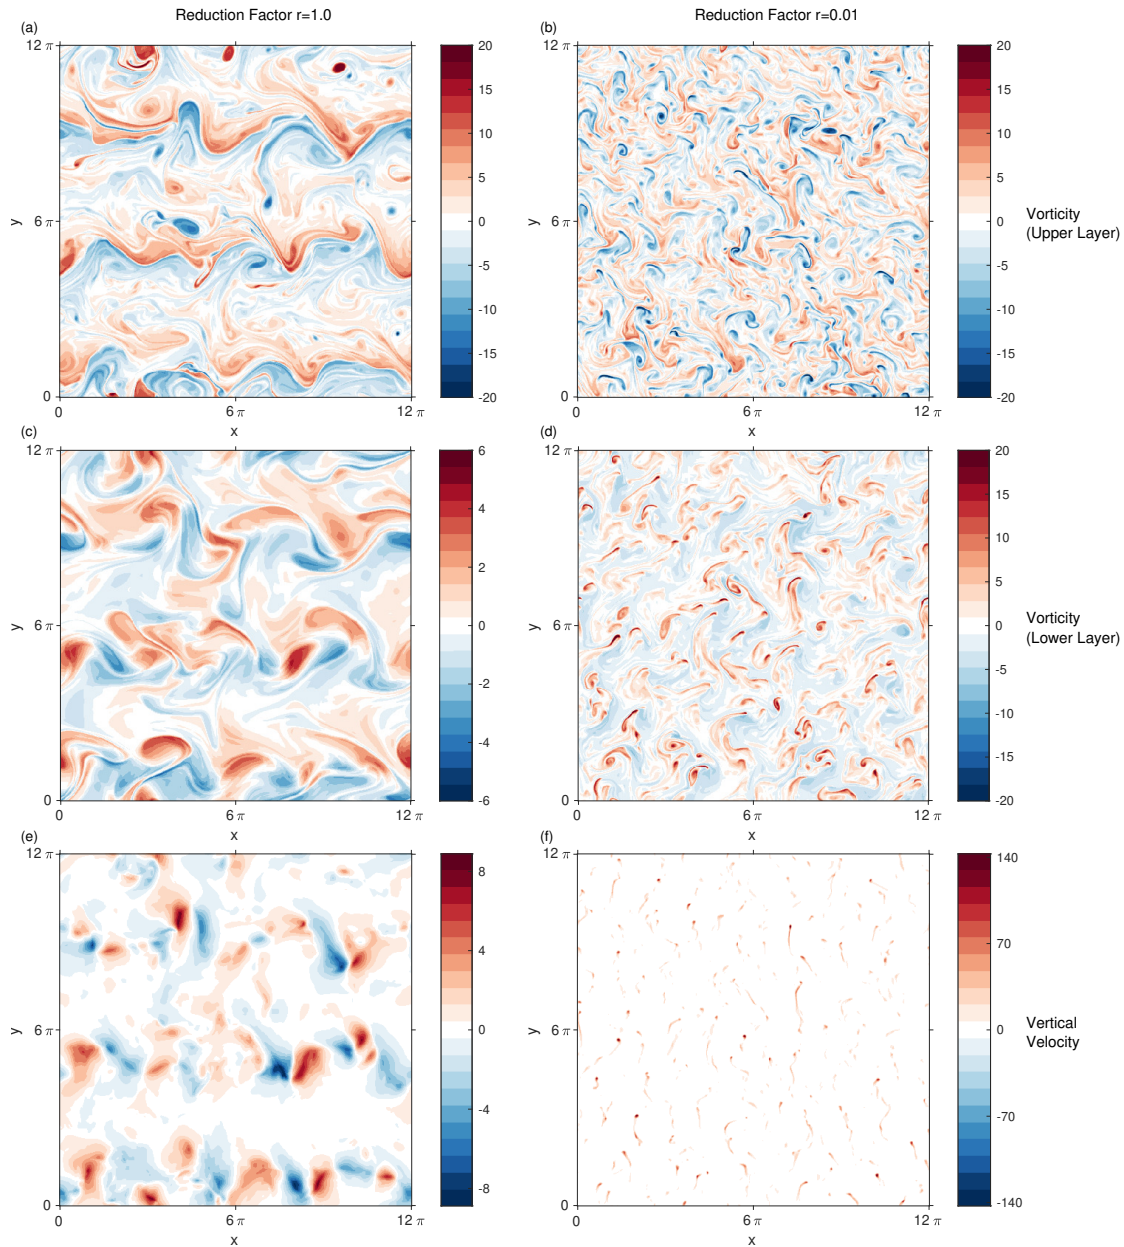 Reduction Factor r=1.0
Reduction Factor r=0.01
(a)
12 π
y
6 π
0
0
6 π
12 π
x
20
15
10
5
0
-5
-10
-15
-20
(b)
12 π
y
6 π
0
0
6 π
12 π
x
20
15
10
5
0
-5
-10
-15
-20
Vorticity
(Upper Layer)
(c)
12 π
y
6 π
0
0
6 π
12 π
x
6
4
2
0
-2
-4
-6
(d)
12 π
y
6 π
0
0
6 π
12 π
x
20
15
10
5
0
-5
-10
-15
-20
Vorticity
(Lower Layer)
(e)
12 π
y
6 π
0
0
6 π
12 π
x
8
4
0
-4
-8
(f)
12 π
y
6 π
0
0
6 π
12 π
x
140
70
0
-70
-140
Vertical
Velocity